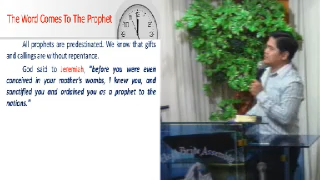 The Word Comes To The Prophet
All prophets are predestinated. We know that gifts
and callings are without repentance.
God said to Jeremiah, "before you were even
conceived in your mother's wombs, I knew you, and
sanctified you and ordained you as a prophet to the
nations."